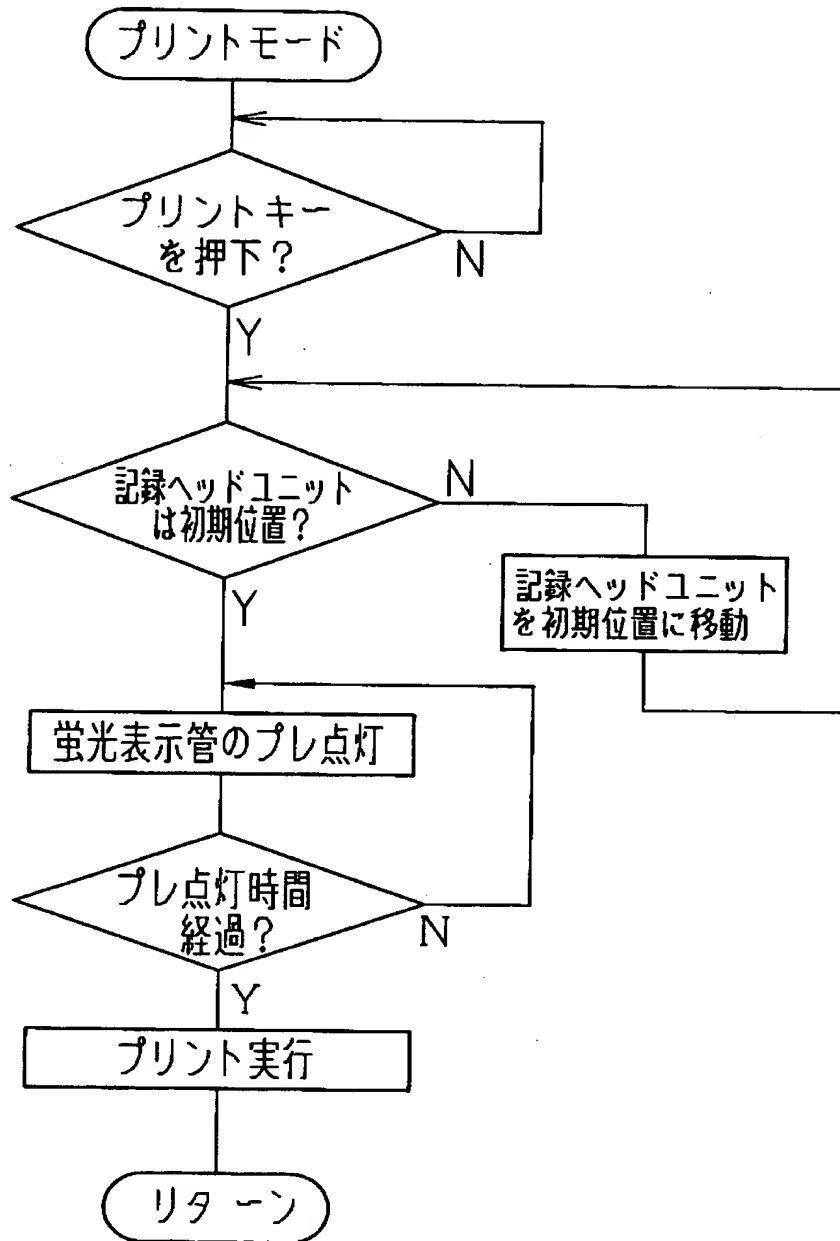 プリントモード
プリントキー
を押下?
N
Y
記録ヘッドユニット
は初期位置?
N
Y
記録ヘッドユニット
を初期位置に移動
蛍光表示管のプレ点灯
プレ点灯時間
経過?
N
Y
プリント実行
リターン